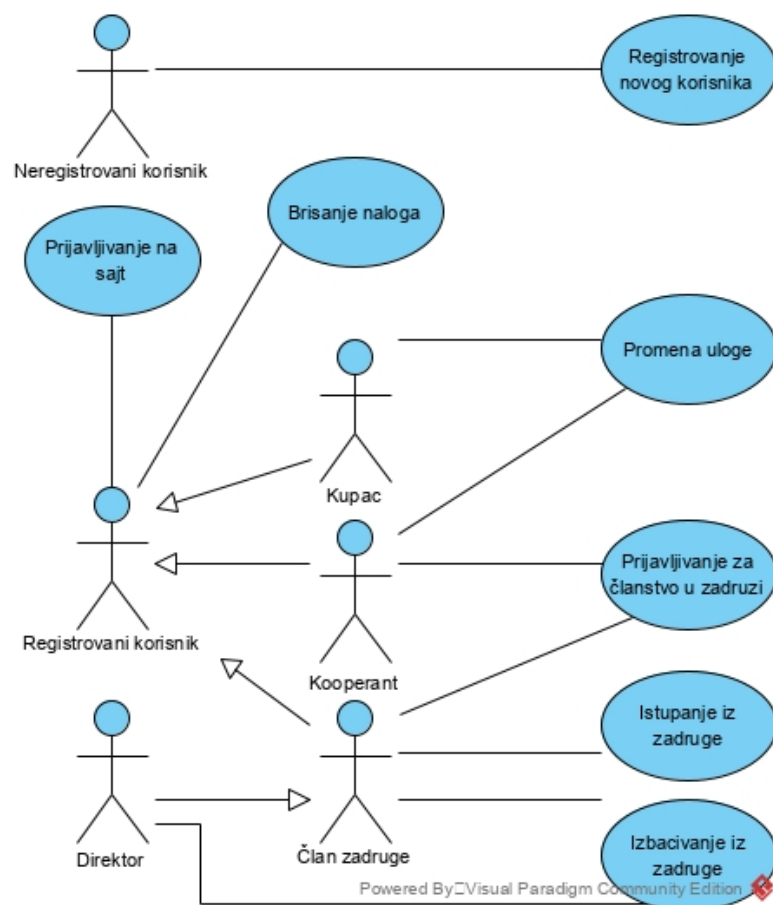 Registrovanje
novog korisnika
Neregistrovani korisnik
Brisanje naloga
Prijavljivanje na
sajt
Promena uloge
Kupac
Prijavljivanje za
članstvo u zadruzi
Registrovani korisnik
Kooperant
Istupanje iz
zadruge
Direktor
Član zadruge
Izbacivanje iz
zadruge
Powered By Visual Paradigm Community Edition